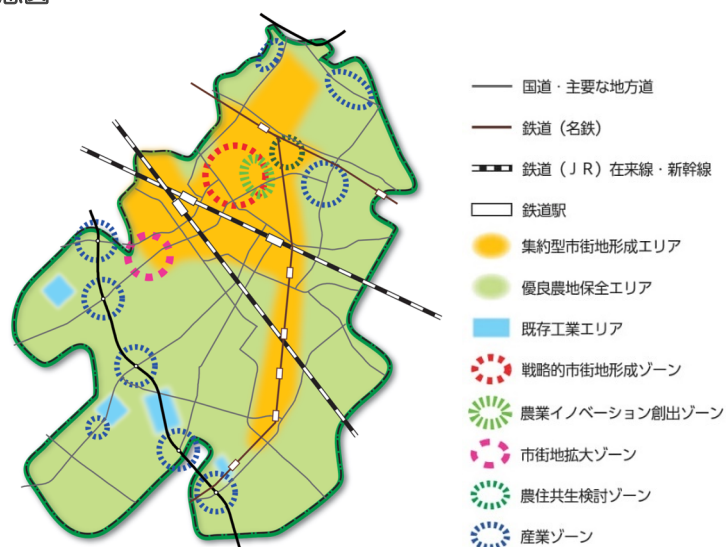 国道・主要な地方道
鉄道（名鉄）
鉄道（ＪＲ）在来線・新幹線
鉄道駅
集約型市街地形成エリア
優良農地保全エリア
既存工業エリア
戦略的市街地形成ゾーン
農業イノベーション創出ゾーン
市街地拡大ゾーン
農住共生検討ゾーン
産業ゾーン